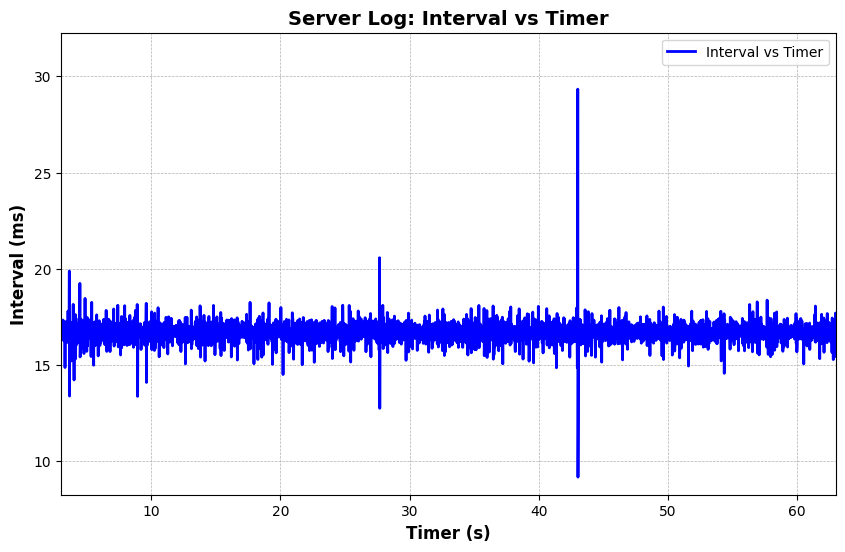 Server Log: Interval vs Timer
Interval vs Timer
30
25
20
15
10
Interval (ms)
10 20 30 40 50 60
Timer (s)